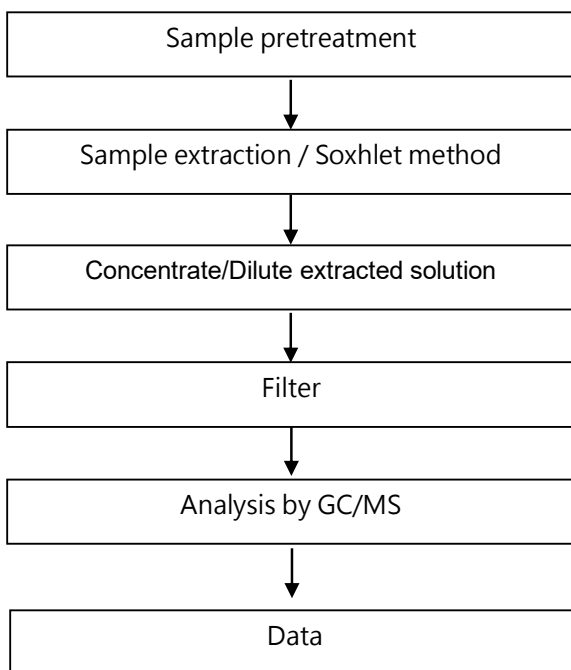 Sample pretreatment
Sample extraction / Soxhlet method
Concentrate/Dilute extracted solution
Filter
Analysis by GC/MS
Data